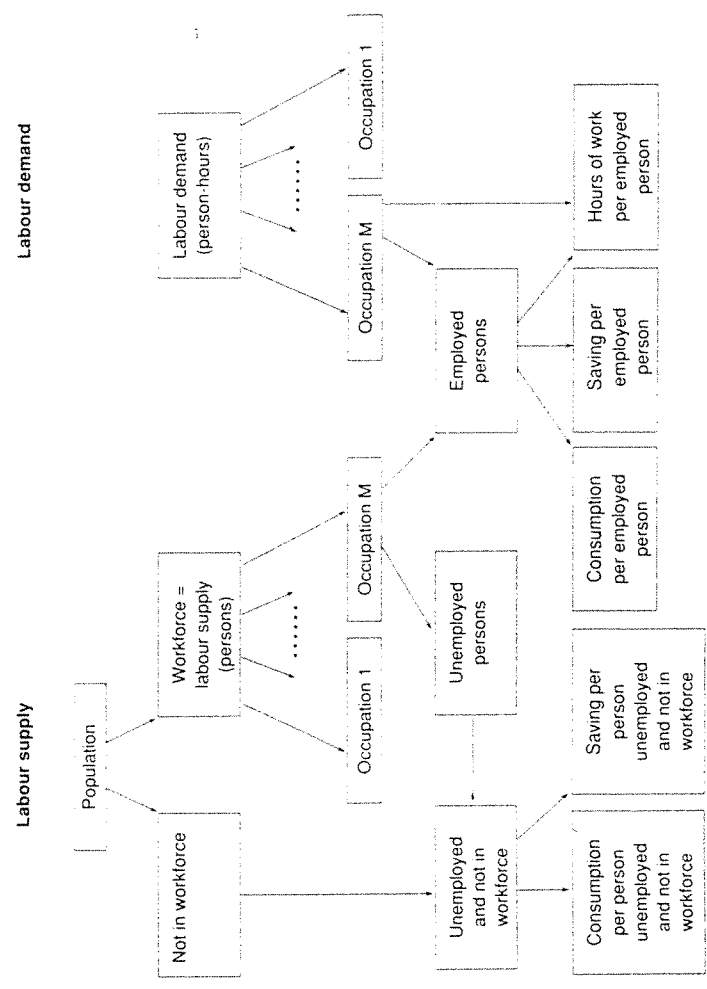 Labour supply
Labour demand
Population
Not in workforce
Workforce =
labour supply
(persons)
Labour demand
(person-hours)
......
......
Occupation 1
Occupation M
Occupation M
Occupation 1
Unemployed
and not in
workforce
Unemployed
persons
Employed
persons
Consumption
per person
unemployed
and not in
workforce
Saving per
person
unemployed
and not in
workforce
Consumption
per employed
person
Saving per
employed
person
Hours of work
per employed
person